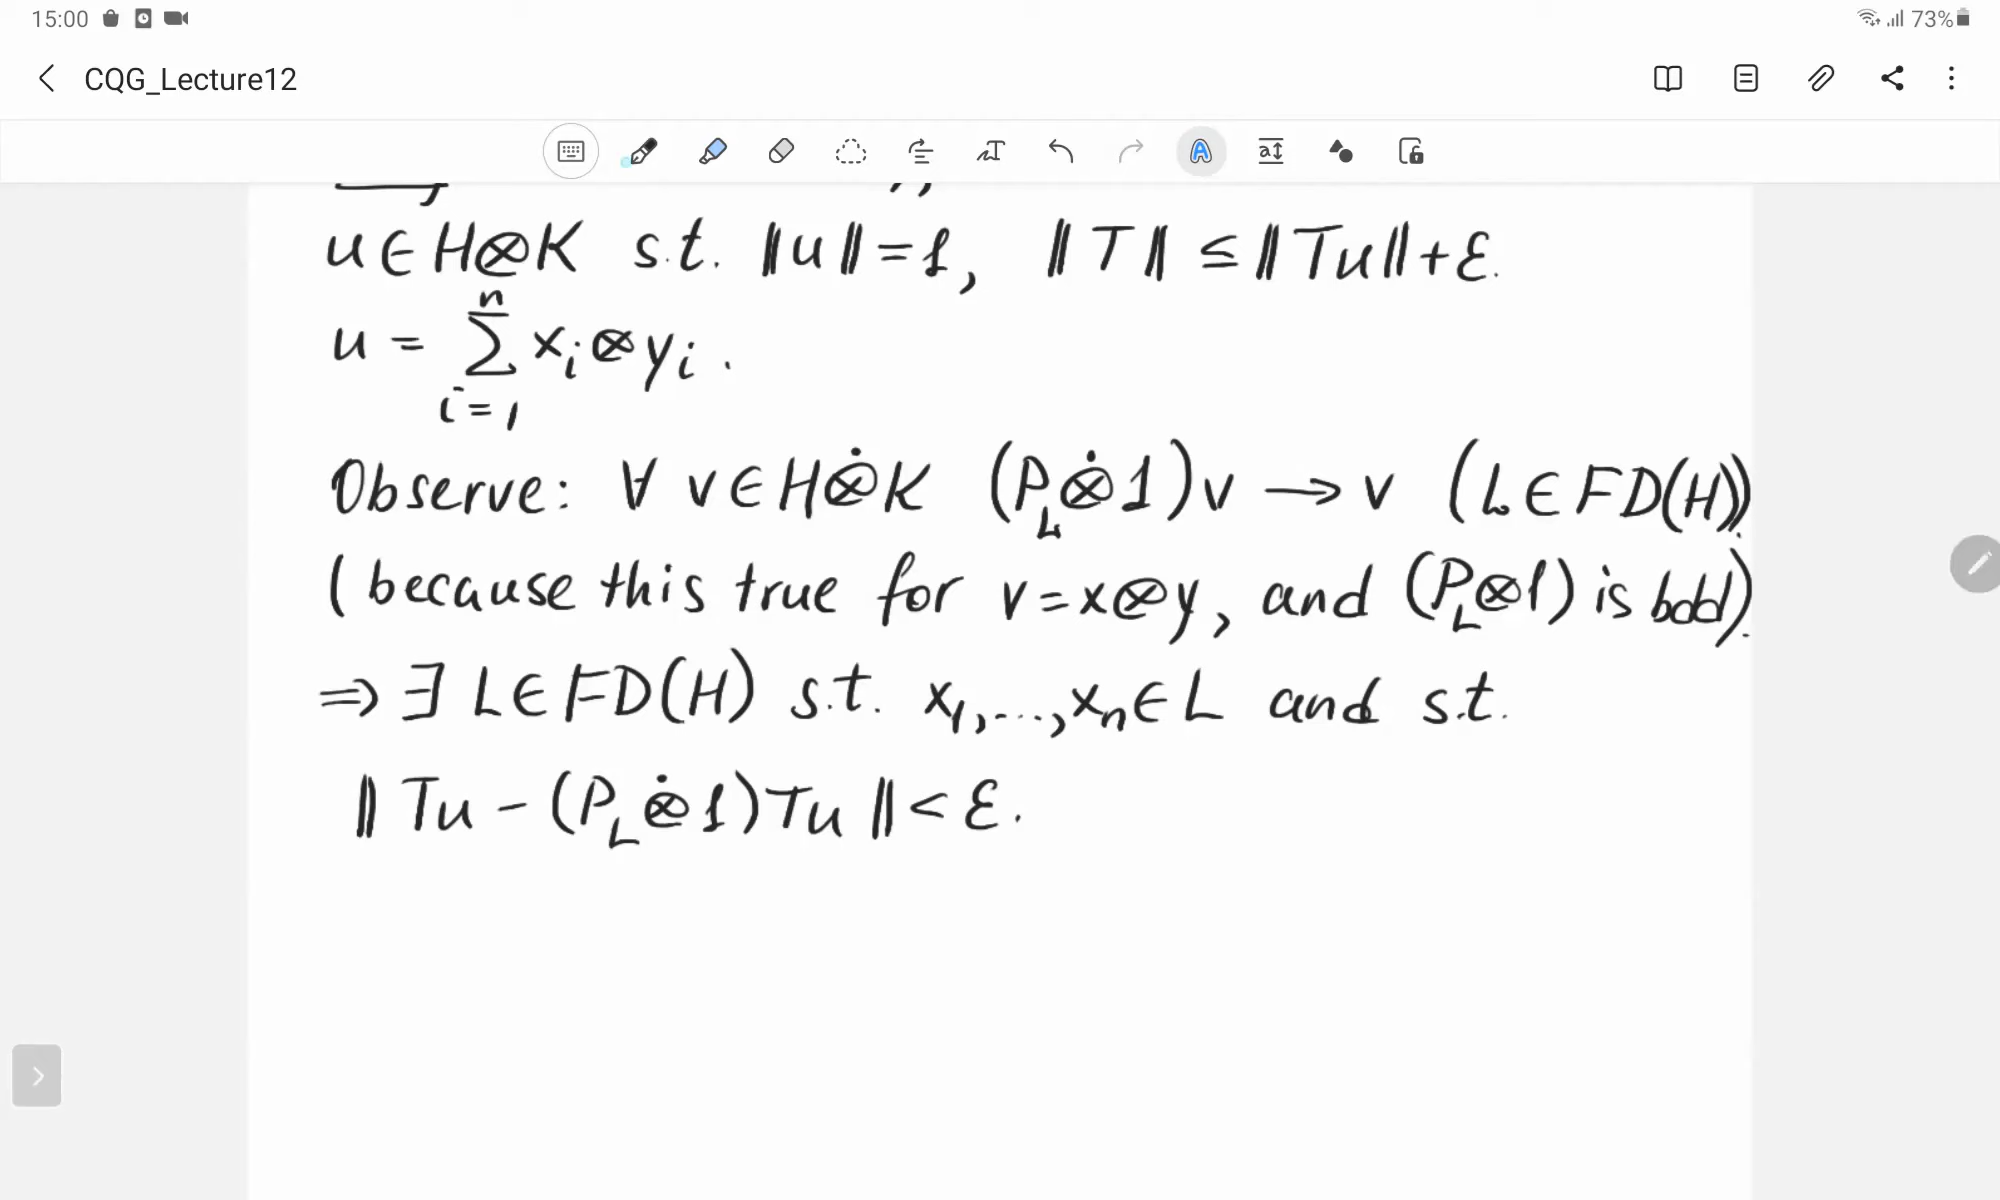 15:00 73%
CQG_Lecture12
u ∈ H⊗K s.t. ‖u‖=1, ‖T‖ ≤ ‖Tu‖+ε.
u = ∑_{i=1}^{n} x_i⊗y_i .
Observe: ∀ v ∈ H⊗̇K (P_L⊗̇1)v → v (L ∈ FD(H)).
(because this true for v=x⊗y, and (P_L⊗1) is bdd).
⇒ ∃ L∈FD(H) s.t. x_1,...,x_n ∈ L and s.t.
‖Tu - (P_L⊗̇1)Tu‖ < ε.